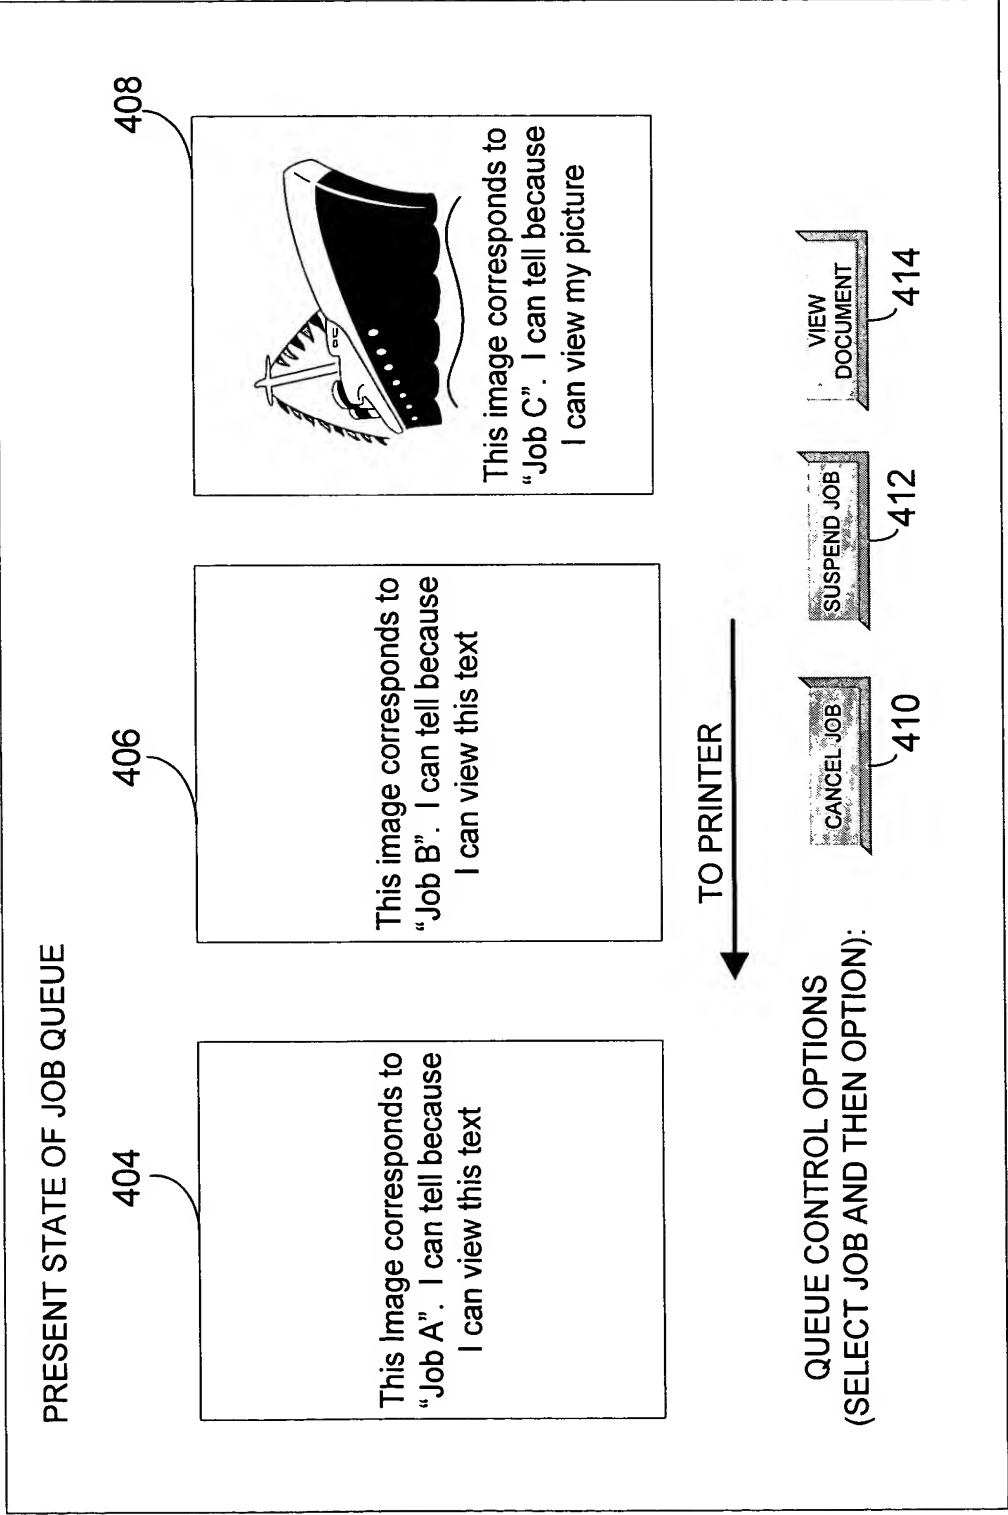 PRESENT STATE OF JOB QUEUE
404
406
408
This Image corresponds to
“Job A”. I can tell because
I can view this text
This image corresponds to
“Job B”. I can tell because
I can view this text
This image corresponds to
“Job C”. I can tell because
I can view my picture
TO PRINTER
QUEUE CONTROL OPTIONS
(SELECT JOB AND THEN OPTION):
CANCEL JOB
SUSPEND JOB
VIEW
DOCUMENT
410
412
414